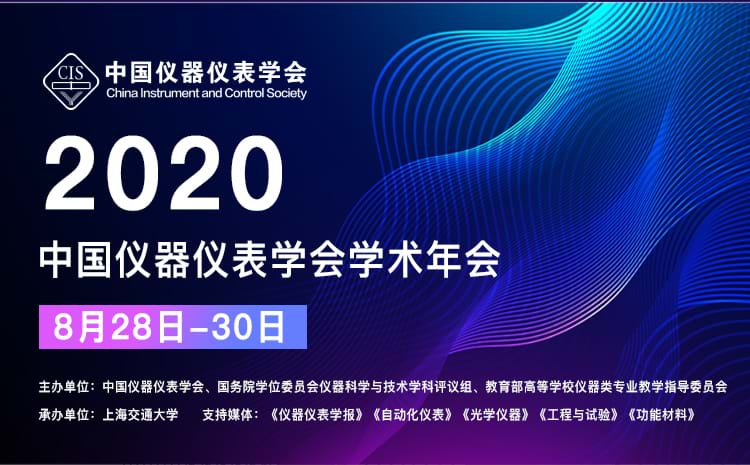 CIS
中国仪器仪表学会
China Instrument and Control Society
2020
中国仪器仪表学会学术年会
8月28日-30日
主办单位：中国仪器仪表学会、国务院学位委员会仪器科学与技术学科评议组、教育部高等学校仪器类专业教学指导委员会
承办单位：上海交通大学 支持媒体：《仪器仪表学报》《自动化仪表》《光学仪器》《工程与试验》《功能材料》